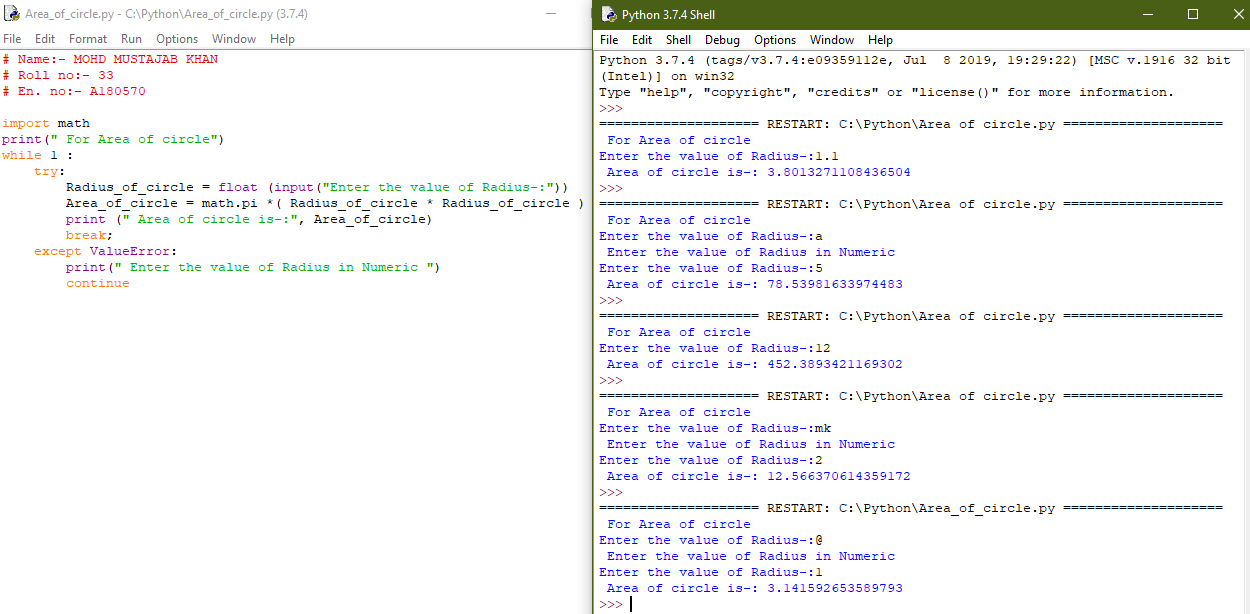 Area_of_circle.py - C:\Python\Area_of_circle.py (3.7.4)
File Edit Format Run Options Window Help
# Name:- MOHD MUSTAJAB KHAN
# Roll no:- 33
# En. no:- A180570
import math
print(" For Area of circle")
while 1 :
    try:
        Radius_of_circle = float (input("Enter the value of Radius-:"))
        Area_of_circle = math.pi *( Radius_of_circle * Radius_of_circle )
        print (" Area of circle is-:", Area_of_circle)
        break;
    except ValueError:
        print(" Enter the value of Radius in Numeric ")
        continue
Python 3.7.4 Shell
File Edit Shell Debug Options Window Help
Python 3.7.4 (tags/v3.7.4:e09359112e, Jul  8 2019, 19:29:22) [MSC v.1916 32 bit
(Intel)] on win32
Type "help", "copyright", "credits" or "license()" for more information.
>>>
==================== RESTART: C:\Python\Area of circle.py ====================
 For Area of circle
Enter the value of Radius-:1.1
 Area of circle is-: 3.8013271108436504
>>>
==================== RESTART: C:\Python\Area of circle.py ====================
 For Area of circle
Enter the value of Radius-:a
 Enter the value of Radius in Numeric
Enter the value of Radius-:5
 Area of circle is-: 78.53981633974483
>>>
==================== RESTART: C:\Python\Area of circle.py ====================
 For Area of circle
Enter the value of Radius-:12
 Area of circle is-: 452.3893421169302
>>>
==================== RESTART: C:\Python\Area of circle.py ====================
 For Area of circle
Enter the value of Radius-:mk
 Enter the value of Radius in Numeric
Enter the value of Radius-:2
 Area of circle is-: 12.566370614359172
>>>
==================== RESTART: C:\Python\Area_of_circle.py ====================
 For Area of circle
Enter the value of Radius-:@
 Enter the value of Radius in Numeric
Enter the value of Radius-:1
 Area of circle is-: 3.141592653589793
>>>